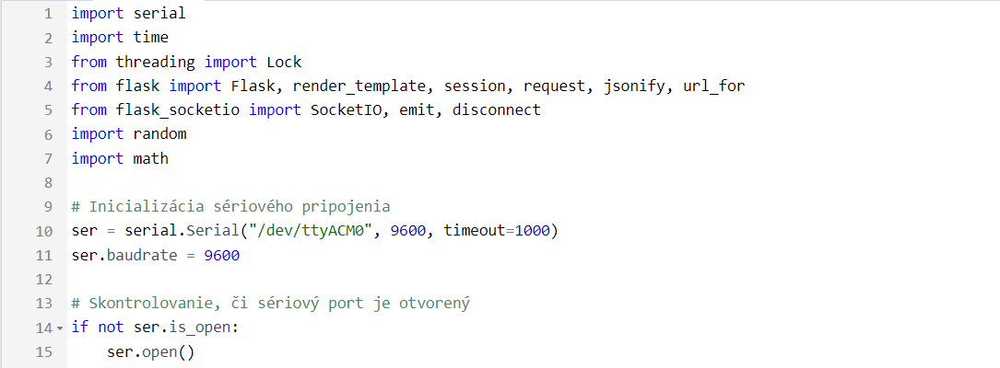 1 import serial
2 import time
3 from threading import Lock
4 from flask import Flask, render_template, session, request, jsonify, url_for
5 from flask_socketio import SocketIO, emit, disconnect
6 import random
7 import math
8
9 # Inicializácia sériového pripojenia
10 ser = serial.Serial("/dev/ttyACM0", 9600, timeout=1000)
11 ser.baudrate = 9600
12
13 # Skontrolovanie, či sériový port je otvorený
14 if not ser.is_open:
15     ser.open()